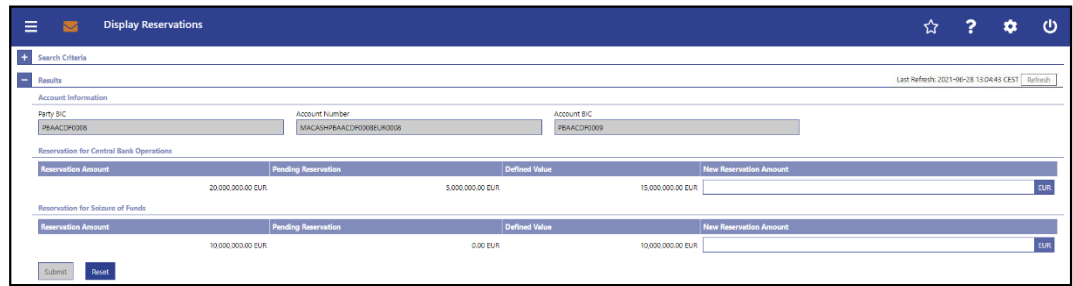 Display Reservations
Search Criteria
Results Last Refresh: 2021-06-28 13:04:43 CEST Refresh
Account Information
Party BIC Account Number Account BIC
PBAACDF0008 MACASHPBAACDF0008EUR0008 PBAACDF0009
Reservation for Central Bank Operations
Reservation Amount Pending Reservation Defined Value New Reservation Amount
20,000,000.00 EUR 5,000,000.00 EUR 15,000,000.00 EUR EUR
Reservation for Seizure of Funds
Reservation Amount Pending Reservation Defined Value New Reservation Amount
10,000,000.00 EUR 0.00 EUR 10,000,000.00 EUR EUR
Submit Reset